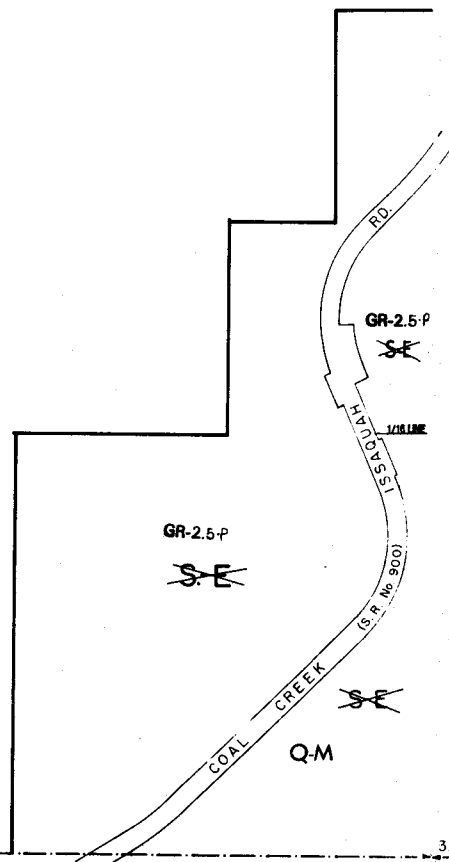 RD.
GR-2.5-P
S-E
1/16 LINE
ISSAQUAH
GR-2.5-P
S-E
(S.R. No 900)
CREEK
S-E
COAL
Q-M
3